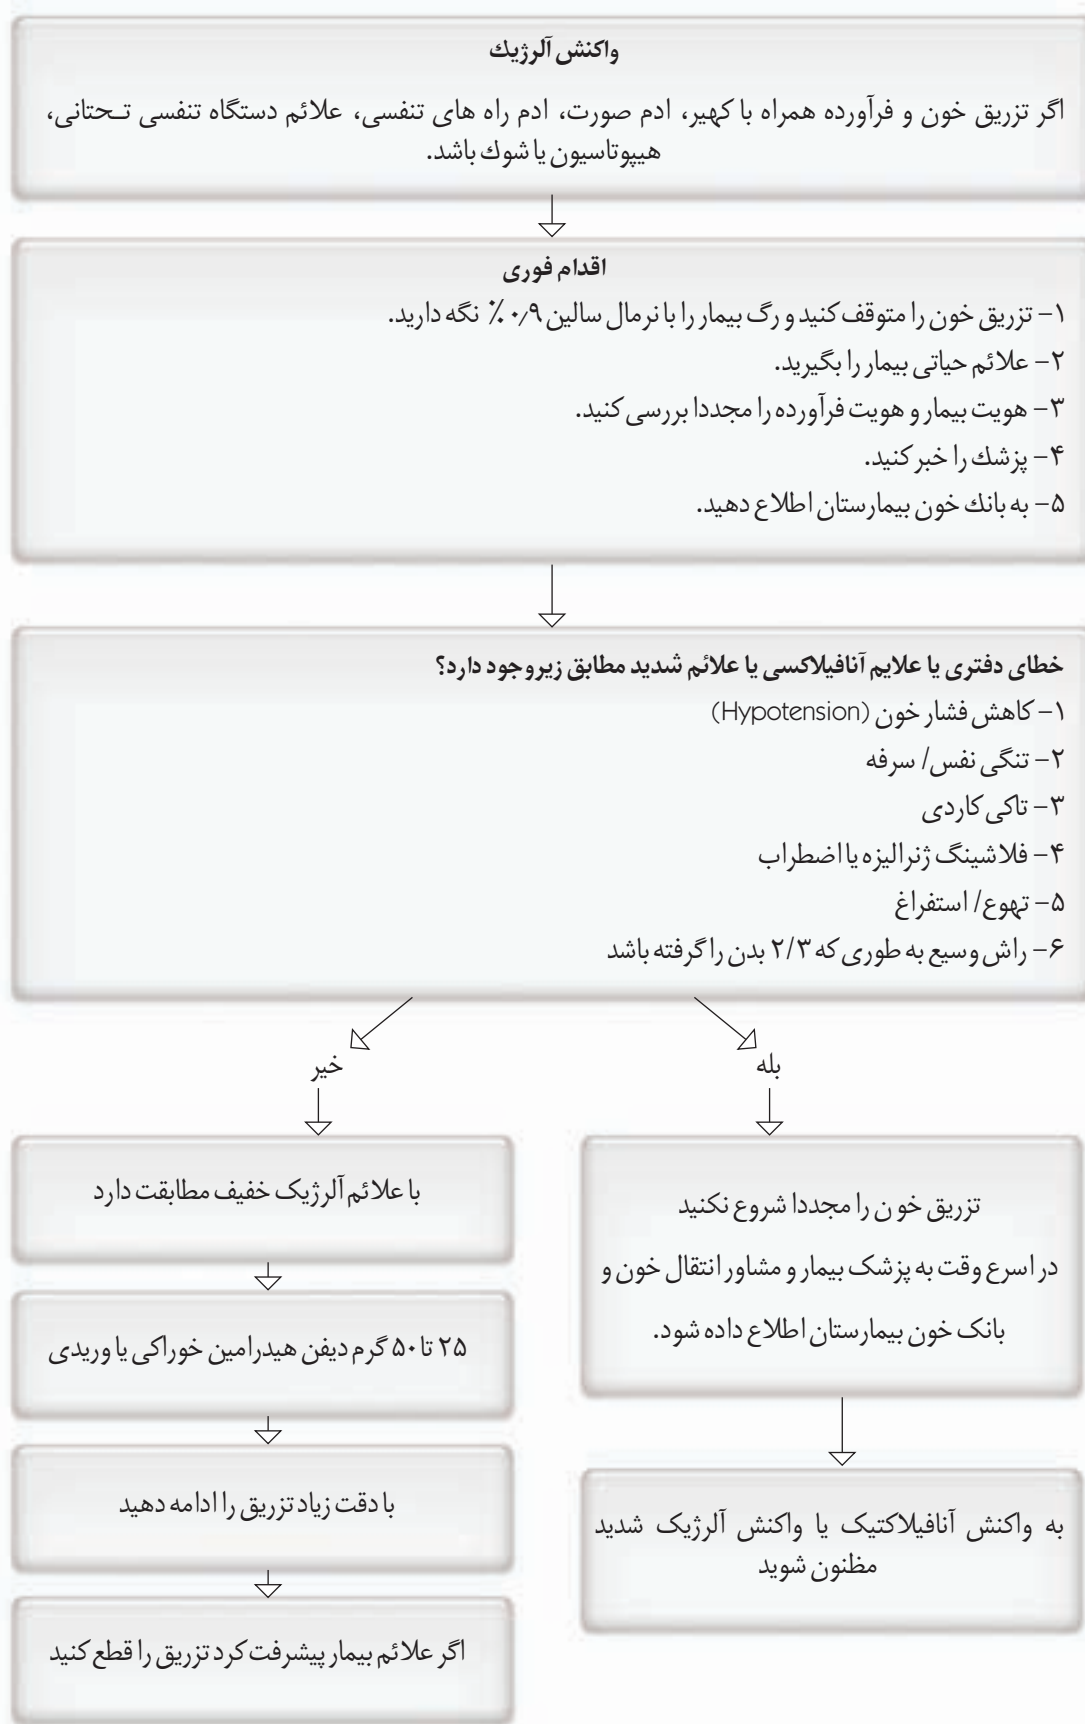 واکنش آلرژیك
اگر تزریق خون و فرآورده همراه با کهیر، ادم صورت، ادم راه های تنفسی، علائم دستگاه تنفسی تـحتانی،
هیپوتاسیون یا شوك باشد.
اقدام فوری
۱- تزریق خون را متوقف کنید و رگ بیمار را با نرمال سالین ۰٫۹ ٪ نگه دارید.
۲- علائم حیاتی بیمار را بگیرید.
۳- هویت بیمار و هویت فرآورده را مجددا بررسی کنید.
۴- پزشك را خبر کنید.
۵- به بانك خون بیمارستان اطلاع دهید.
خطای دفتری یا علایم آنافیلاکسی یا علائم شدید مطابق زیر وجود دارد؟
۱- کاهش فشار خون (Hypotension)
۲- تنگی نفس/ سرفه
۳- تاکی کاردی
۴- فلاشینگ ژنرالیزه یا اضطراب
۵- تهوع/ استفراغ
۶- راش وسیع به طوری که ۲/۳ بدن را گرفته باشد
بله
خیر
تزریق خون را مجددا شروع نکنید
در اسرع وقت به پزشک بیمار و مشاور انتقال خون و
بانک خون بیمارستان اطلاع داده شود.
به واکنش آنافیلاکتیک یا واکنش آلرژیک شدید
مظنون شوید
با علائم آلرژیک خفیف مطابقت دارد
۲۵ تا ۵۰ گرم دیفن هیدرامین خوراکی یا وریدی
با دقت زیاد تزریق را ادامه دهید
اگر علائم بیمار پیشرفت کرد تزریق را قطع کنید